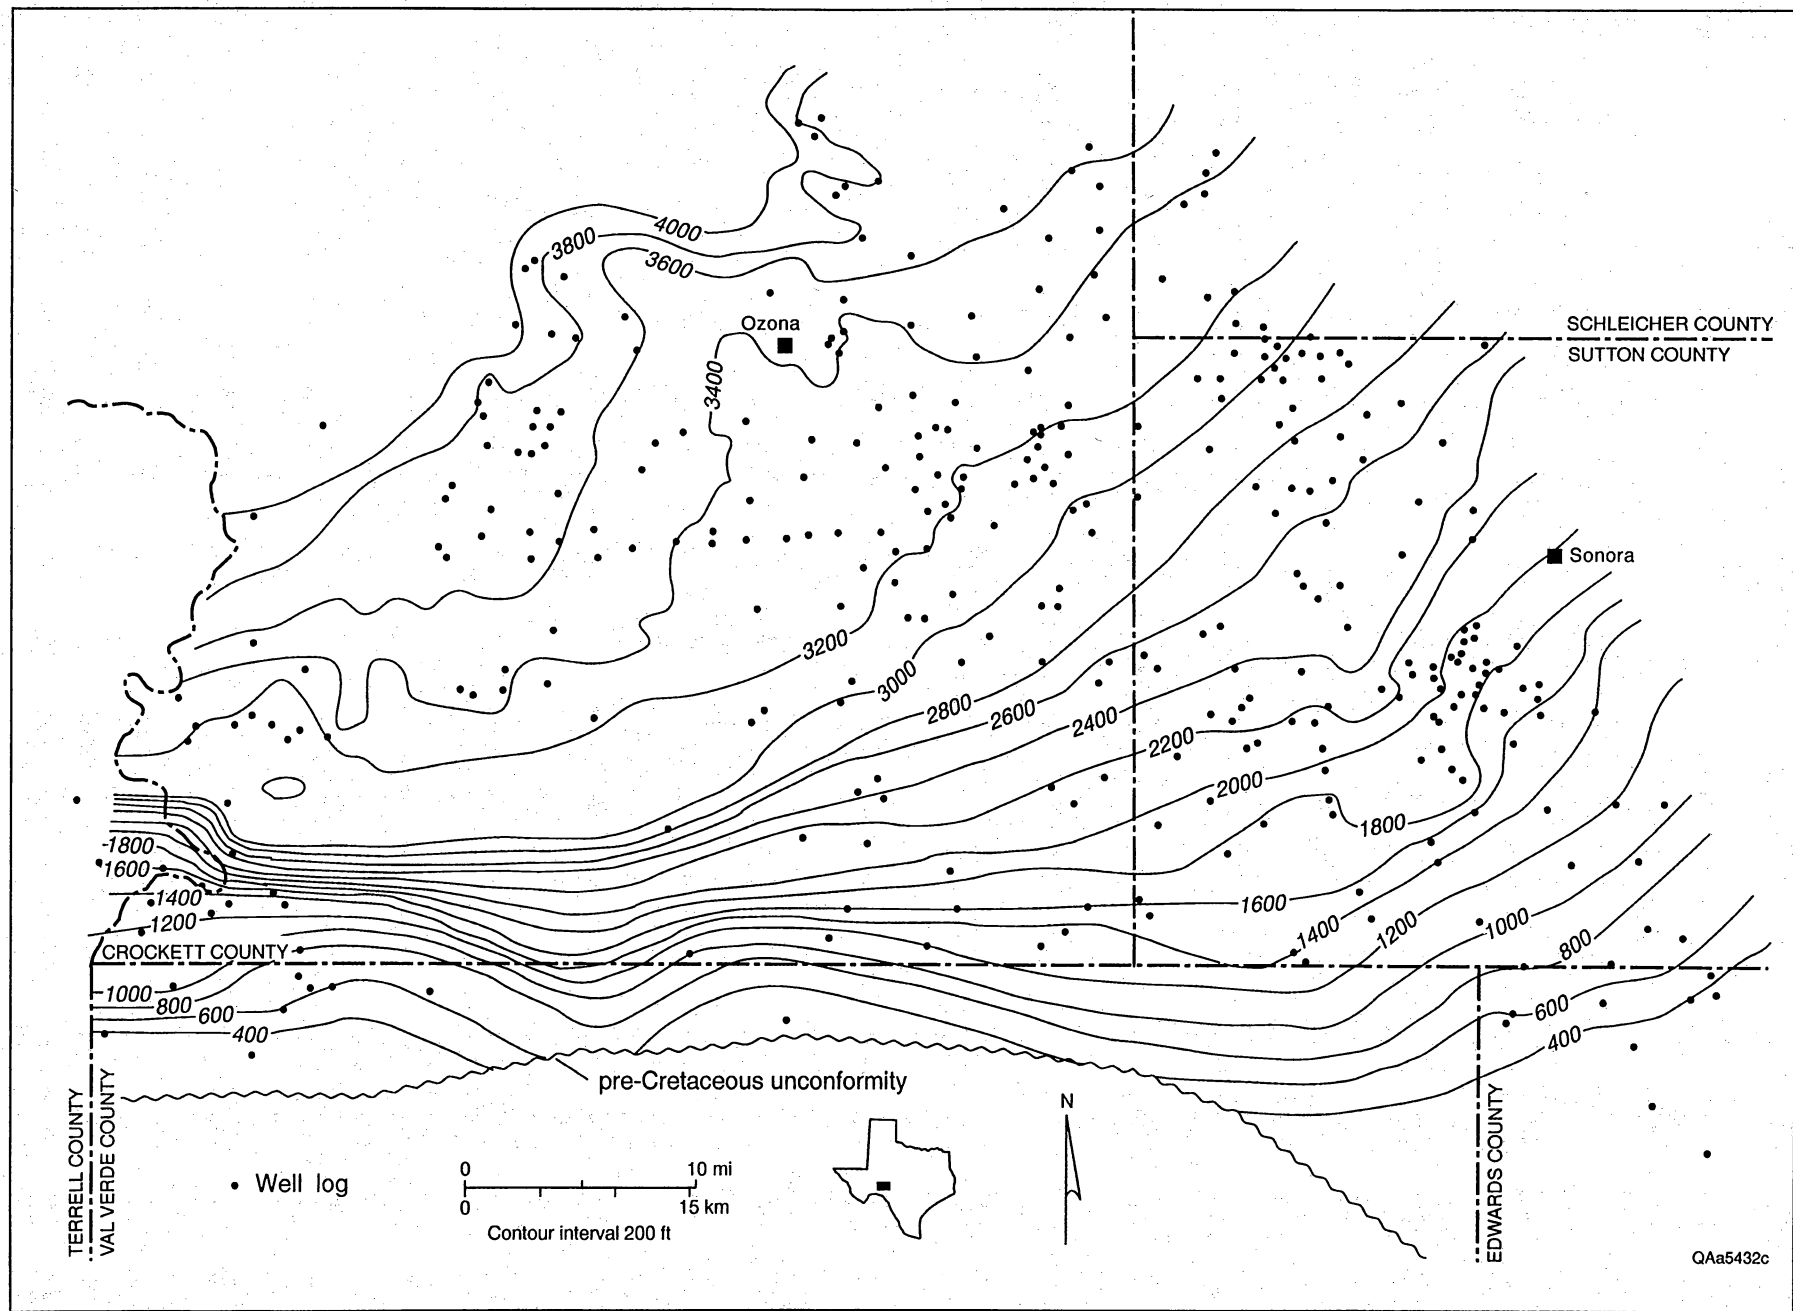 4000
3800
3600
Ozona
SCHLEICHER COUNTY
SUTTON COUNTY
3400
Sonora
3200
3000
2800
2600
2400
2200
2000
1800
-1800
1600
1400
1200
1600
1400
1200
1000
800
CROCKETT COUNTY
1000
800
600
400
600
400
pre-Cretaceous unconformity
TERRELL COUNTY
VAL VERDE COUNTY
EDWARDS COUNTY
N
Well log
0 10 mi
0 15 km
Contour interval 200 ft
QAa5432c